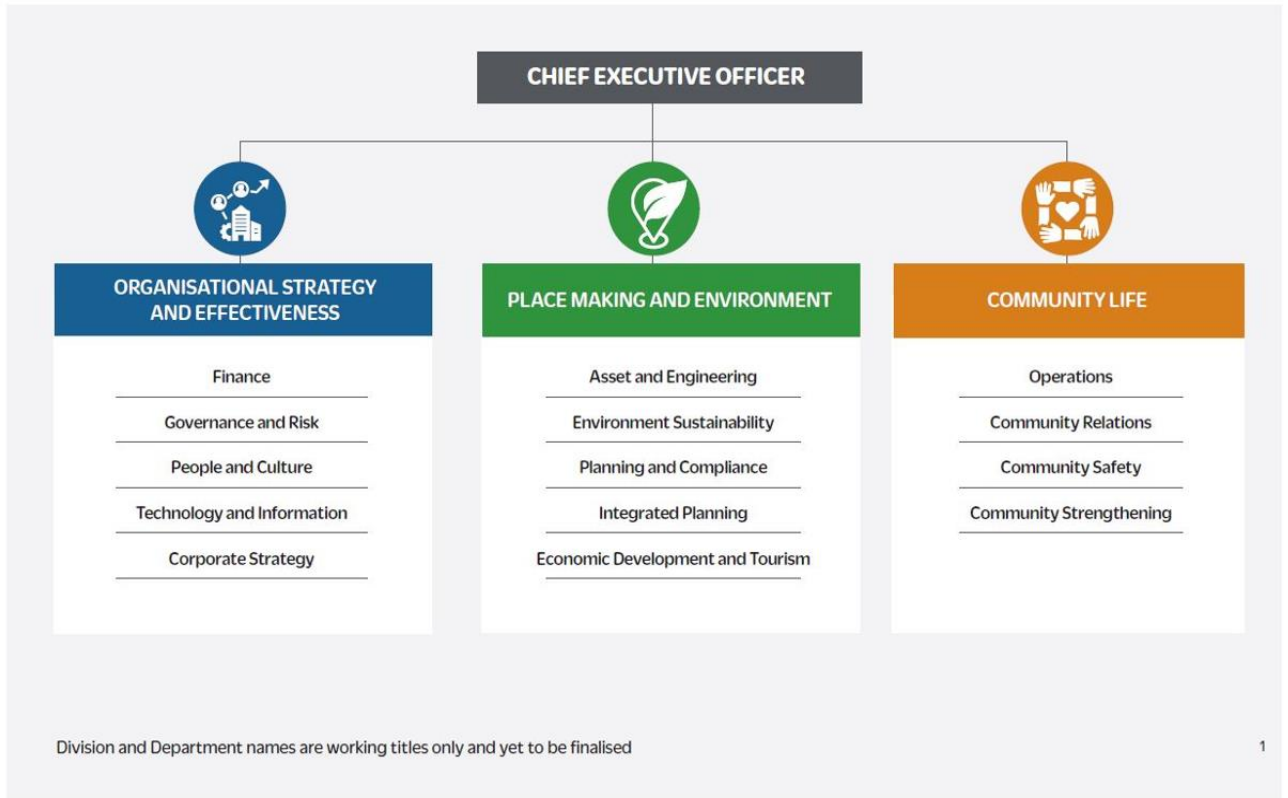 CHIEF EXECUTIVE OFFICER
ORGANISATIONAL STRATEGY
AND EFFECTIVENESS
Finance
Governance and Risk
People and Culture
Technology and Information
Corporate Strategy
PLACE MAKING AND ENVIRONMENT
Asset and Engineering
Environment Sustainability
Planning and Compliance
Integrated Planning
Economic Development and Tourism
COMMUNITY LIFE
Operations
Community Relations
Community Safety
Community Strengthening
Division and Department names are working titles only and yet to be finalised
1